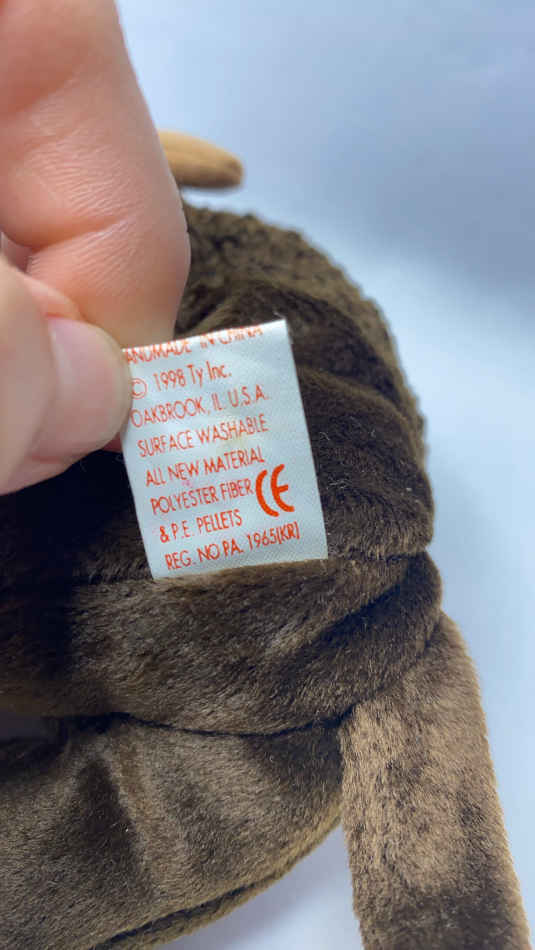 ANDMADE IN CHINA
© 1998 Ty Inc.
OAKBROOK, IL U.S.A.
SURFACE WASHABLE
ALL NEW MATERIAL
POLYESTER FIBER
& P.E. PELLETS
CE
REG. NO PA. 1965(KR)